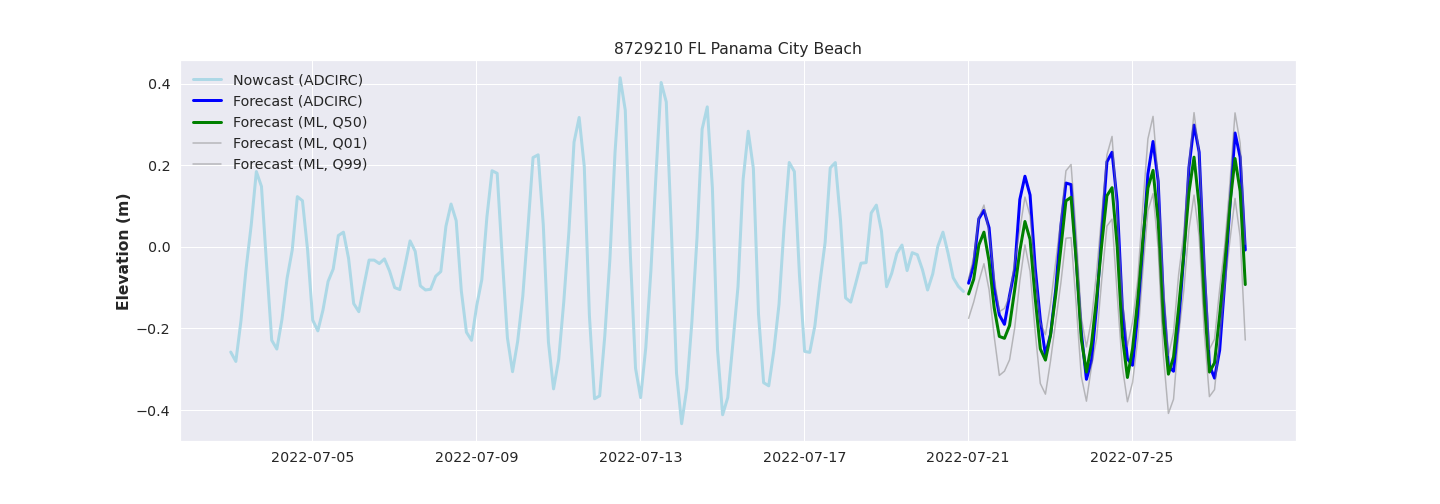 8729210 FL Panama City Beach
Nowcast (ADCIRC)
Forecast (ADCIRC)
Forecast (ML, Q50)
Forecast (ML, Q01)
Forecast (ML, Q99)
Elevation (m)
0.4
0.2
0.0
−0.2
−0.4
2022-07-05 2022-07-09 2022-07-13 2022-07-17 2022-07-21 2022-07-25